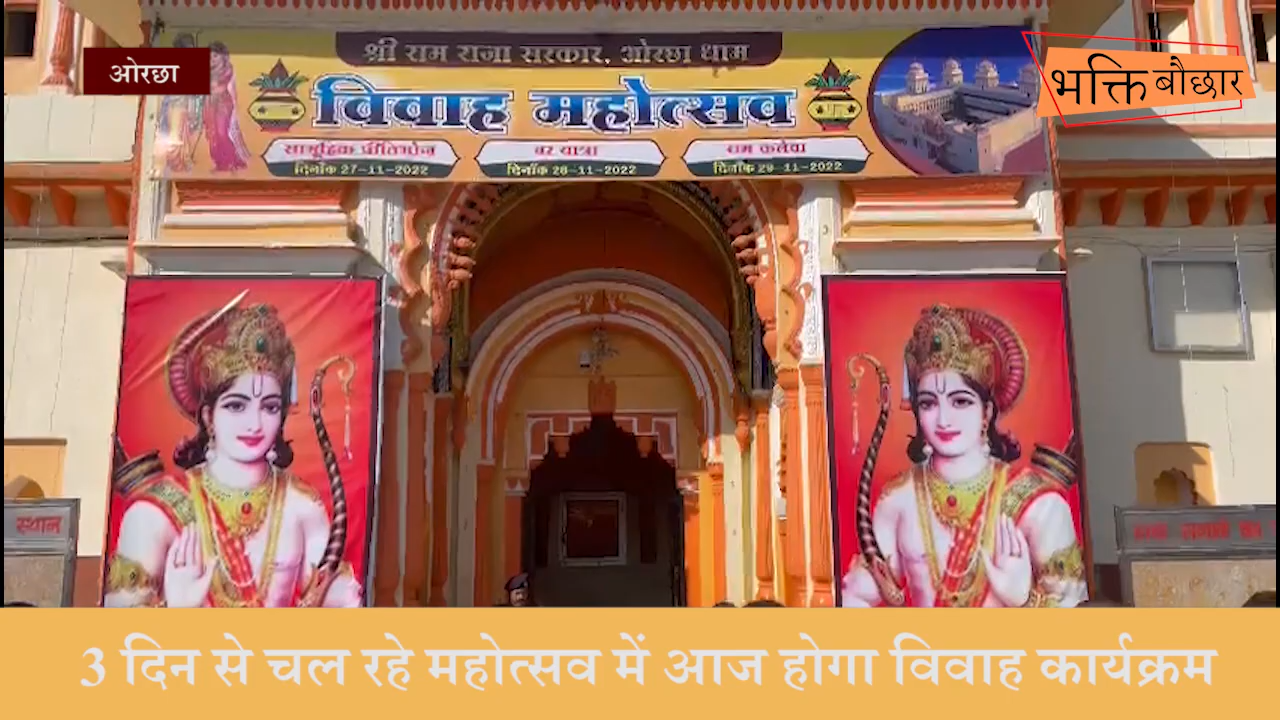 श्री राम राजा सरकार, ओरछा धाम
ओरछा
भक्ति बौछार
विवाह महोत्सव
सामूहिक प्रीतिभोज
दिनाँक 27-11-2022
वर यात्रा
दिनाँक 28-11-2022
राम कलेवा
दिनाँक 29-11-2022
स्थान
3 दिन से चल रहे महोत्सव में आज होगा विवाह कार्यक्रम